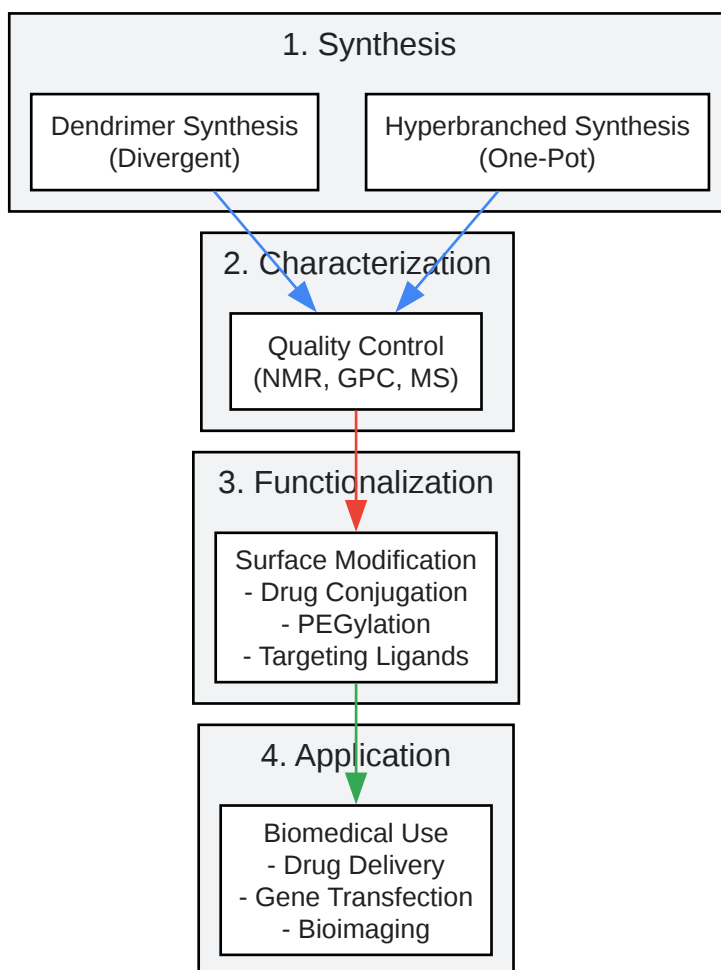 1. Synthesis
Dendrimer Synthesis
(Divergent)
Hyperbranched Synthesis
(One-Pot)
2. Characterization
Quality Control
(NMR, GPC, MS)
3. Functionalization
Surface Modification
- Drug Conjugation
- PEGylation
- Targeting Ligands
4. Application
Biomedical Use
- Drug Delivery
- Gene Transfection
- Bioimaging